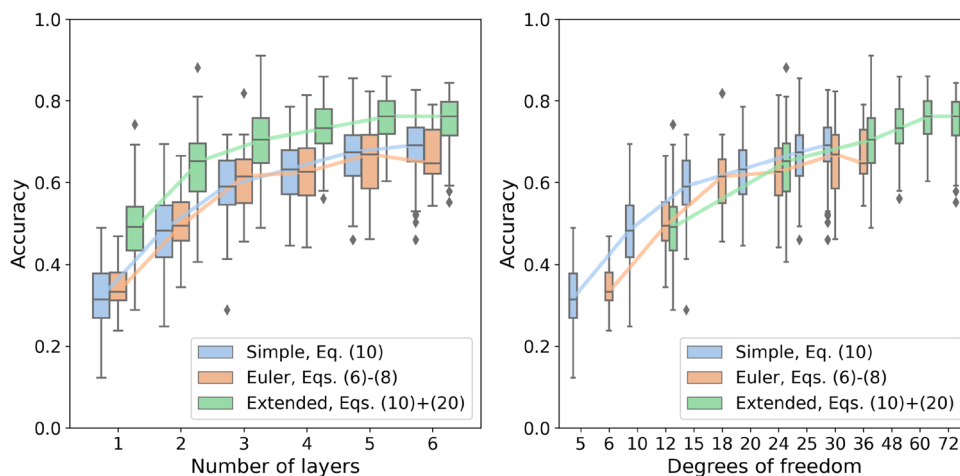 1.0
0.8
0.6
0.4
0.2
0.0
Accuracy
1 2 3 4 5 6
Number of layers
Simple, Eq. (10)
Euler, Eqs. (6)-(8)
Extended, Eqs. (10)+(20)
1.0
0.8
0.6
0.4
0.2
0.0
Accuracy
5 6 10 12 15 18 20 24 25 30 36 48 60 72
Degrees of freedom
Simple, Eq. (10)
Euler, Eqs. (6)-(8)
Extended, Eqs. (10)+(20)